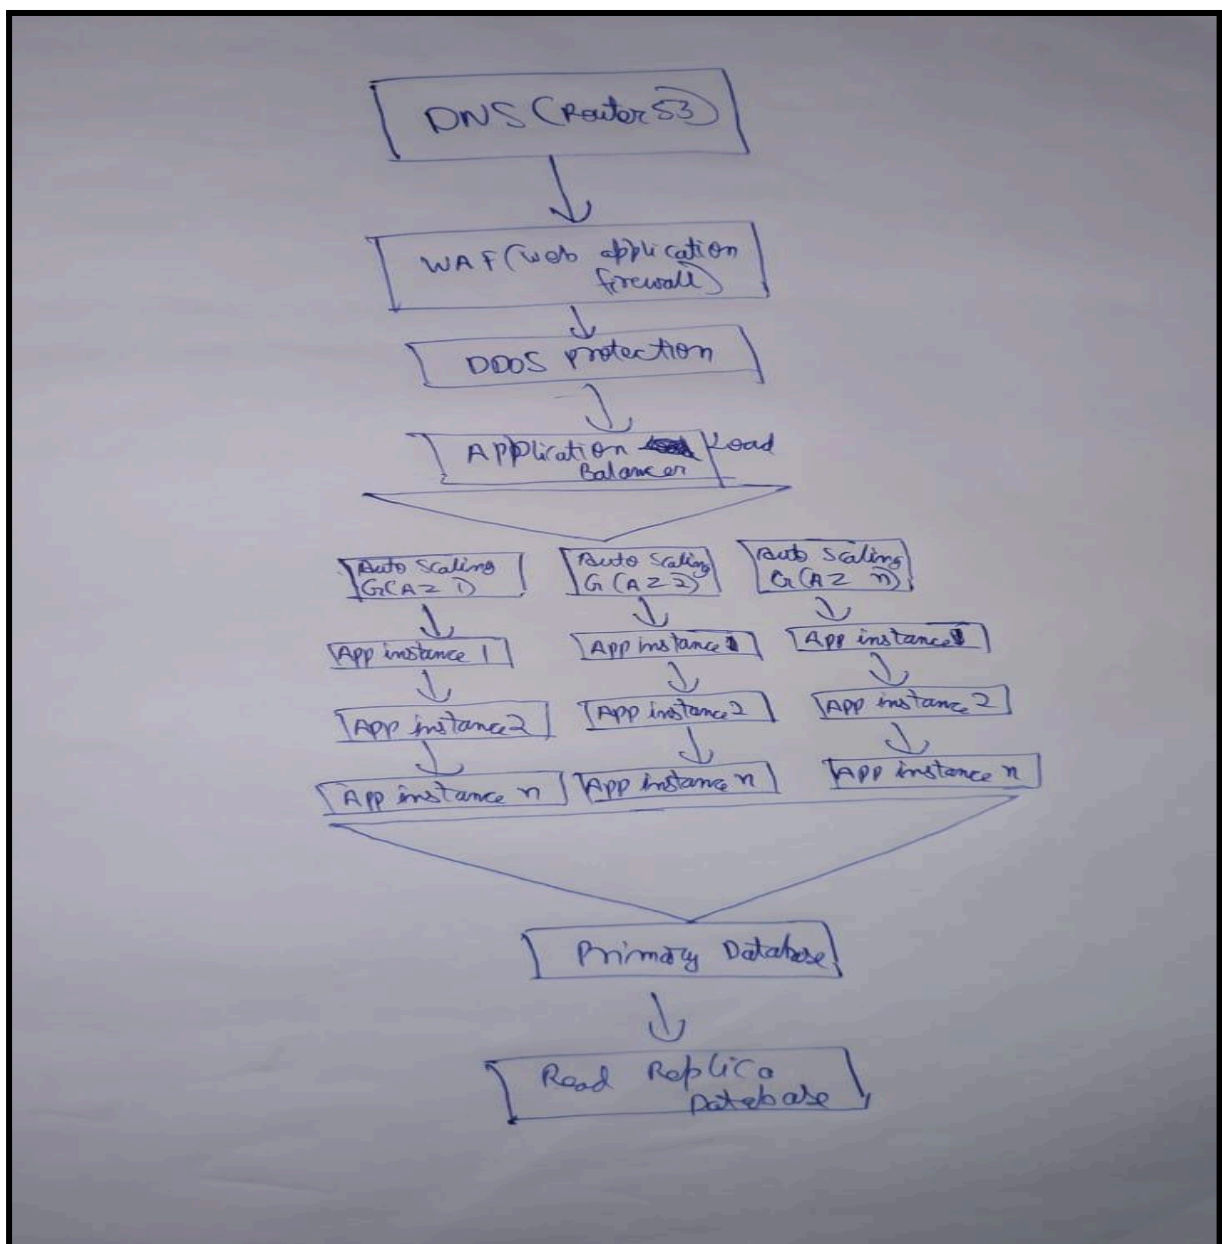 DNS (Router 53)
WAF (web application
firewall)
DDOS protection
Application Load
Balancer
Auto Scaling
G(AZ 1)
Auto Scaling
G(AZ 2)
Auto Scaling
G(AZ n)
App instance 1
App instance 1
App instance 1
App instance 2
App instance 2
App instance 2
App instance n
App instance n
App instance n
Primary Database
Read Replica
Database